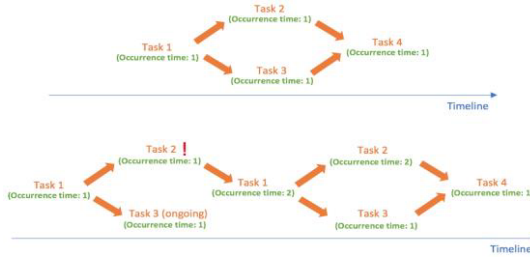 Task 2
(Occurrence time: 1)
Task 1
(Occurrence time: 1)
Task 4
(Occurrence time: 1)
Task 3
(Occurrence time: 1)
Timeline
Task 2 ❗
(Occurrence time: 1)
Task 2
(Occurrence time: 2)
Task 1
(Occurrence time: 1)
Task 1
(Occurrence time: 2)
Task 4
(Occurrence time: 1
Task 3 (ongoing)
(Occurrence time: 1)
Task 3
(Occurrence time: 1)
Timeline